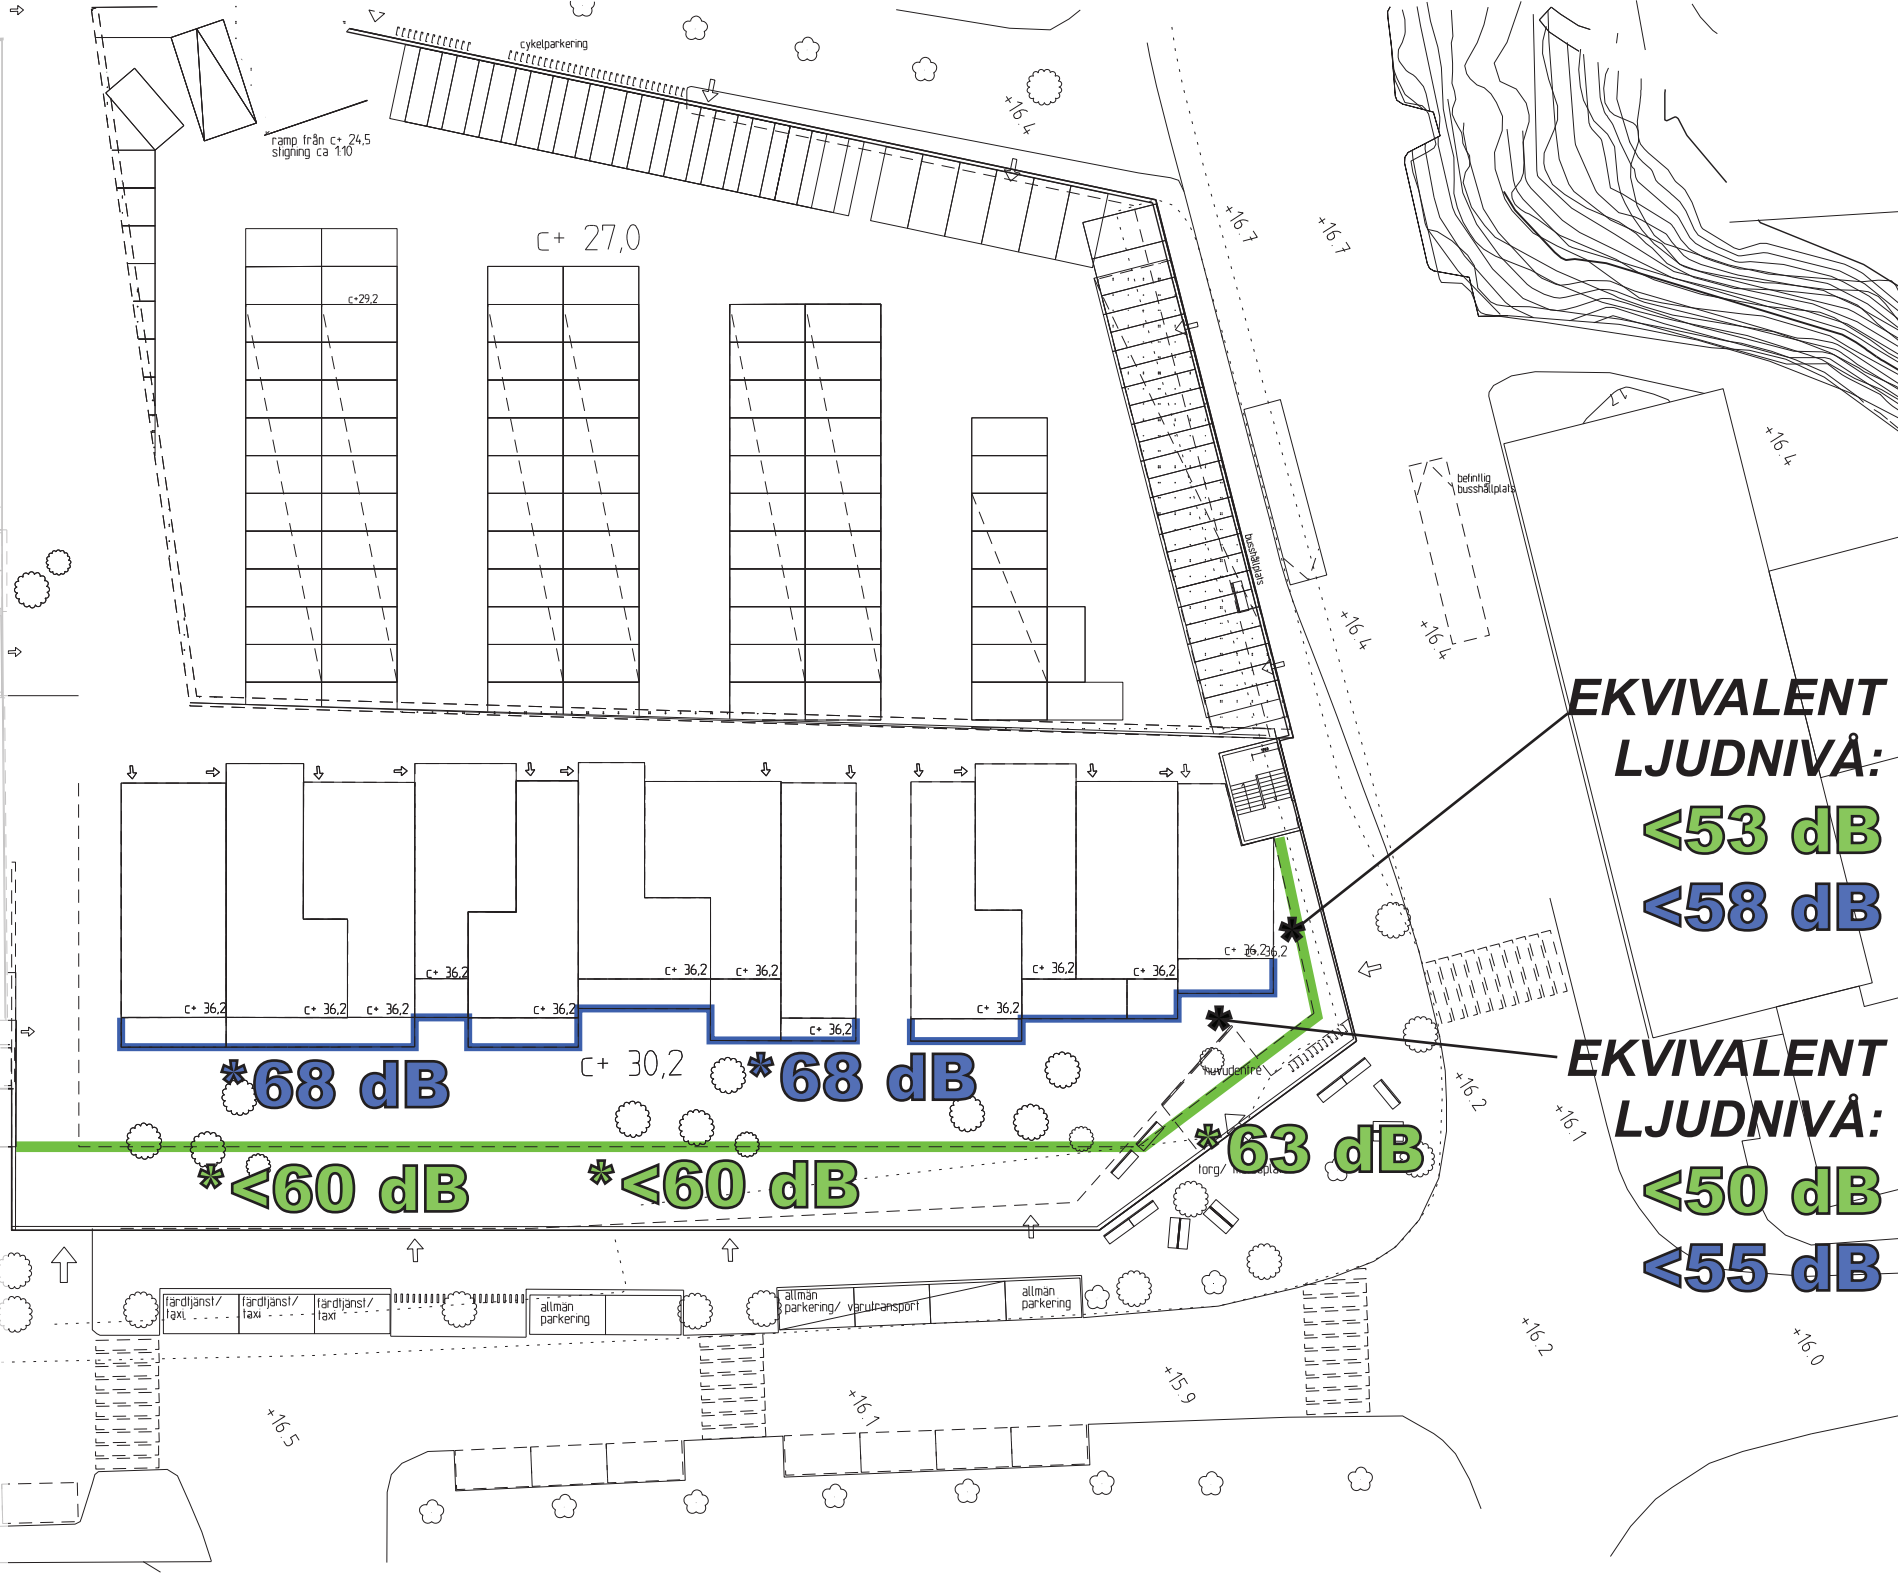 cykelparkering
+16.4
ramp från c+ 24,5
stigning ca 1:10
c+ 27,0
+16.7
+16.7
c+29,2
+16.4
befintlig
busshållplats
busshållplats
+16.4
+16.4
EKVIVALENT
LJUDNIVÅ:
<53 dB
<58 dB
c+ 36,2
c+ 36,2
c+ 36,2
c+ 36,2
c+ 36,2
c+ 36,2
c+ 36,2
c+ 36,2
c+ 36,2
c+ 36,2
c+ 36,2
c+ 36,2
c+ 36,2
c+ 30,2
*68 dB
*68 dB
huvudentré
EKVIVALENT
LJUDNIVÅ:
<50 dB
<55 dB
+16.2
+16.1
*<60 dB
*<60 dB
*63 dB
torg/
färdtjänst/
taxi
färdtjänst/
taxi
färdtjänst/
taxi
allmän
parkering
allmän
parkering/ varutransport
allmän
parkering
+16.2
+16.0
+15.9
+16.1
+16.5